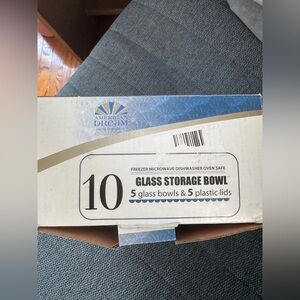 AMERICAN
DREAM
FREEZER MICROWAVE DISHWASHER OVEN SAFE
10
GLASS STORAGE BOWL
5 glass bowls & 5 plastic lids